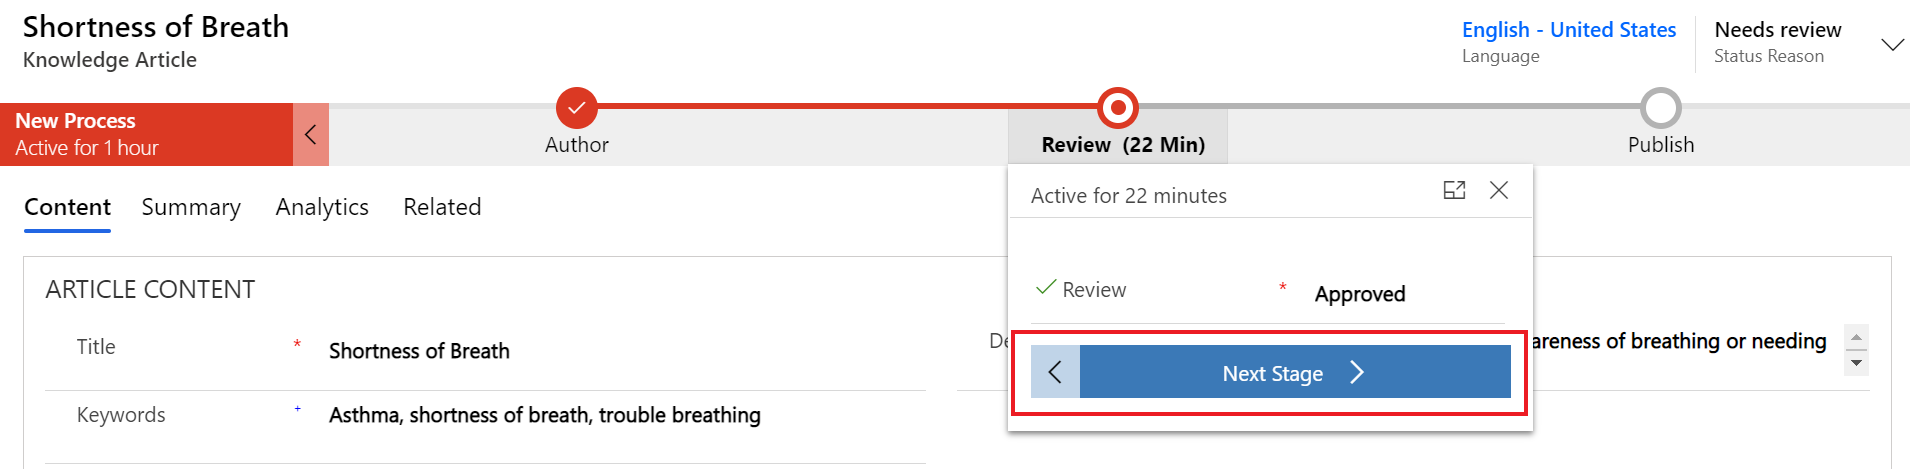 Shortness of Breath
Knowledge Article
English - United States
Language
Needs review
Status Reason
New Process
Active for 1 hour
Author
Review (22 Min)
Publish
Content Summary Analytics Related
Active for 22 minutes
ARTICLE CONTENT
Review * Approved
Title * Shortness of Breath
areness of breathing or needing
Next Stage
Keywords + Asthma, shortness of breath, trouble breathing